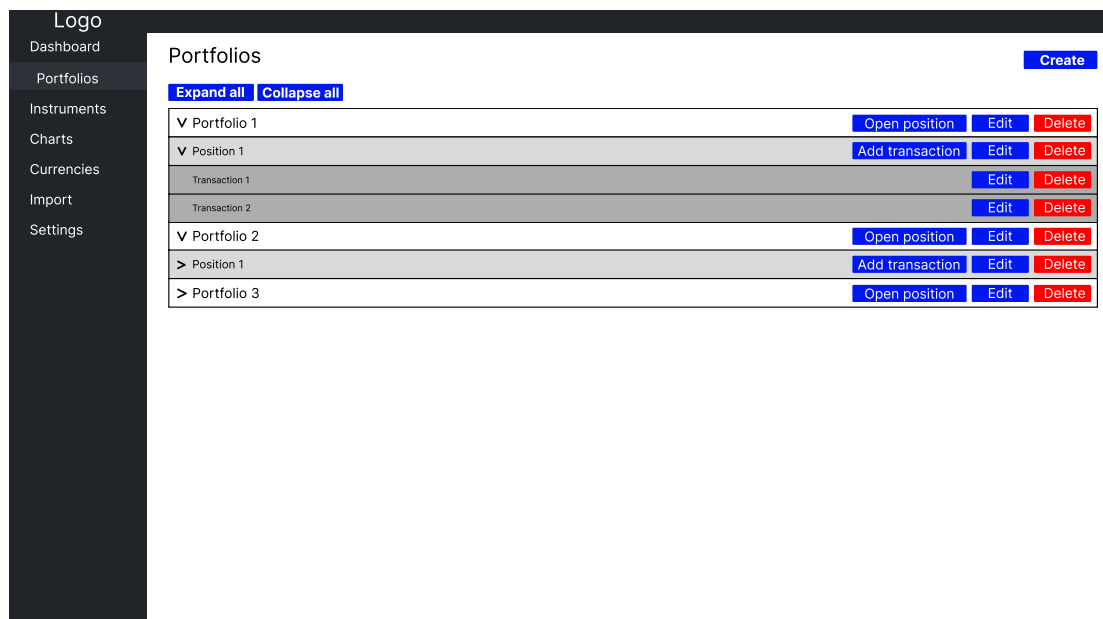 Logo
Dashboard
Portfolios
Instruments
Charts
Currencies
Import
Settings
Portfolios
Create
Expand all Collapse all
Portfolio 1 Open position Edit Delete
Position 1 Add transaction Edit Delete
Transaction 1 Edit Delete
Transaction 2 Edit Delete
Portfolio 2 Open position Edit Delete
Position 1 Add transaction Edit Delete
Portfolio 3 Open position Edit Delete